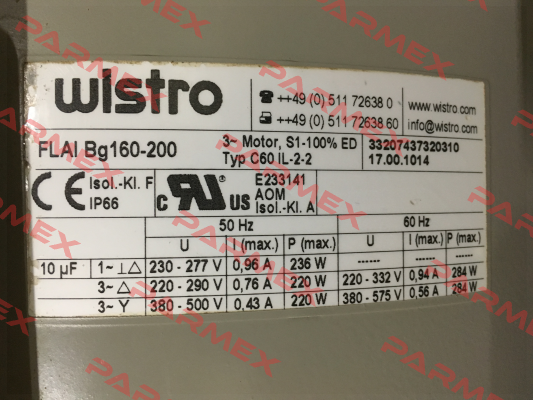 wistro
☎ ++49 (0) 511 72638 0
++49 (0) 511 72638 60
www.wistro.com
info@wistro.com
FLAI Bg160-200
3~ Motor, S1-100% ED
Typ C60 IL-2-2
33207437320310
17.00.1014
CE
Isol.-Kl. F
IP66
C RU US
E233141
AOM
Isol.-Kl. A
50 Hz 60 Hz
U I (max.) P (max.) U I (max.) P (max.)
10 µF 1~ ⊥ △ 230 - 277 V 0,96 A 236 W ------ ------ ------
3~ △ 220 - 290 V 0,76 A 220 W 220 - 332 V 0,94 A 284 W
3~ Y 380 - 500 V 0,43 A 220 W 380 - 575 V 0,56 A 284 W
PARMEX
PARMEX
PARMEX
PARMEX
PARMEX
PARMEX